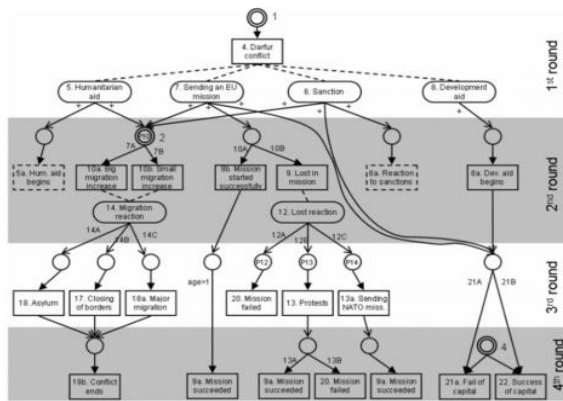 1
4. Darfur
conflict
5. Humanitarian
aid
7. Sending an EU
mission
6. Sanction
8. Development
aid
+ + + + + + +
1st round
P10
2
7A
7B
10A
10B
5a. Hum. aid
begins
10a. Big
migration
increase
10b. Small
migration
increase
9b. Mission
started
successfully
9. Lost in
mission
6a. Reaction
to sanctions
8a. Dev. aid
begins
14. Migration
reaction
12. Lost reaction
2nd round
14A
14B
14C
12A
12B
12C
age>1
P12
P13
P14
21A
21B
18. Asylum
17. Closing
of borders
18a. Major
migration
20. Mission
failed
13. Protests
13a. Sending
NATO miss.
3rd round
13A
13B
4
19b. Conflict
ends
9a. Mission
succeeded
9a. Mission
succeeded
20. Mission
failed
9a. Mission
succeeded
21a. Fail of
capital
22. Success
of capital
4th round